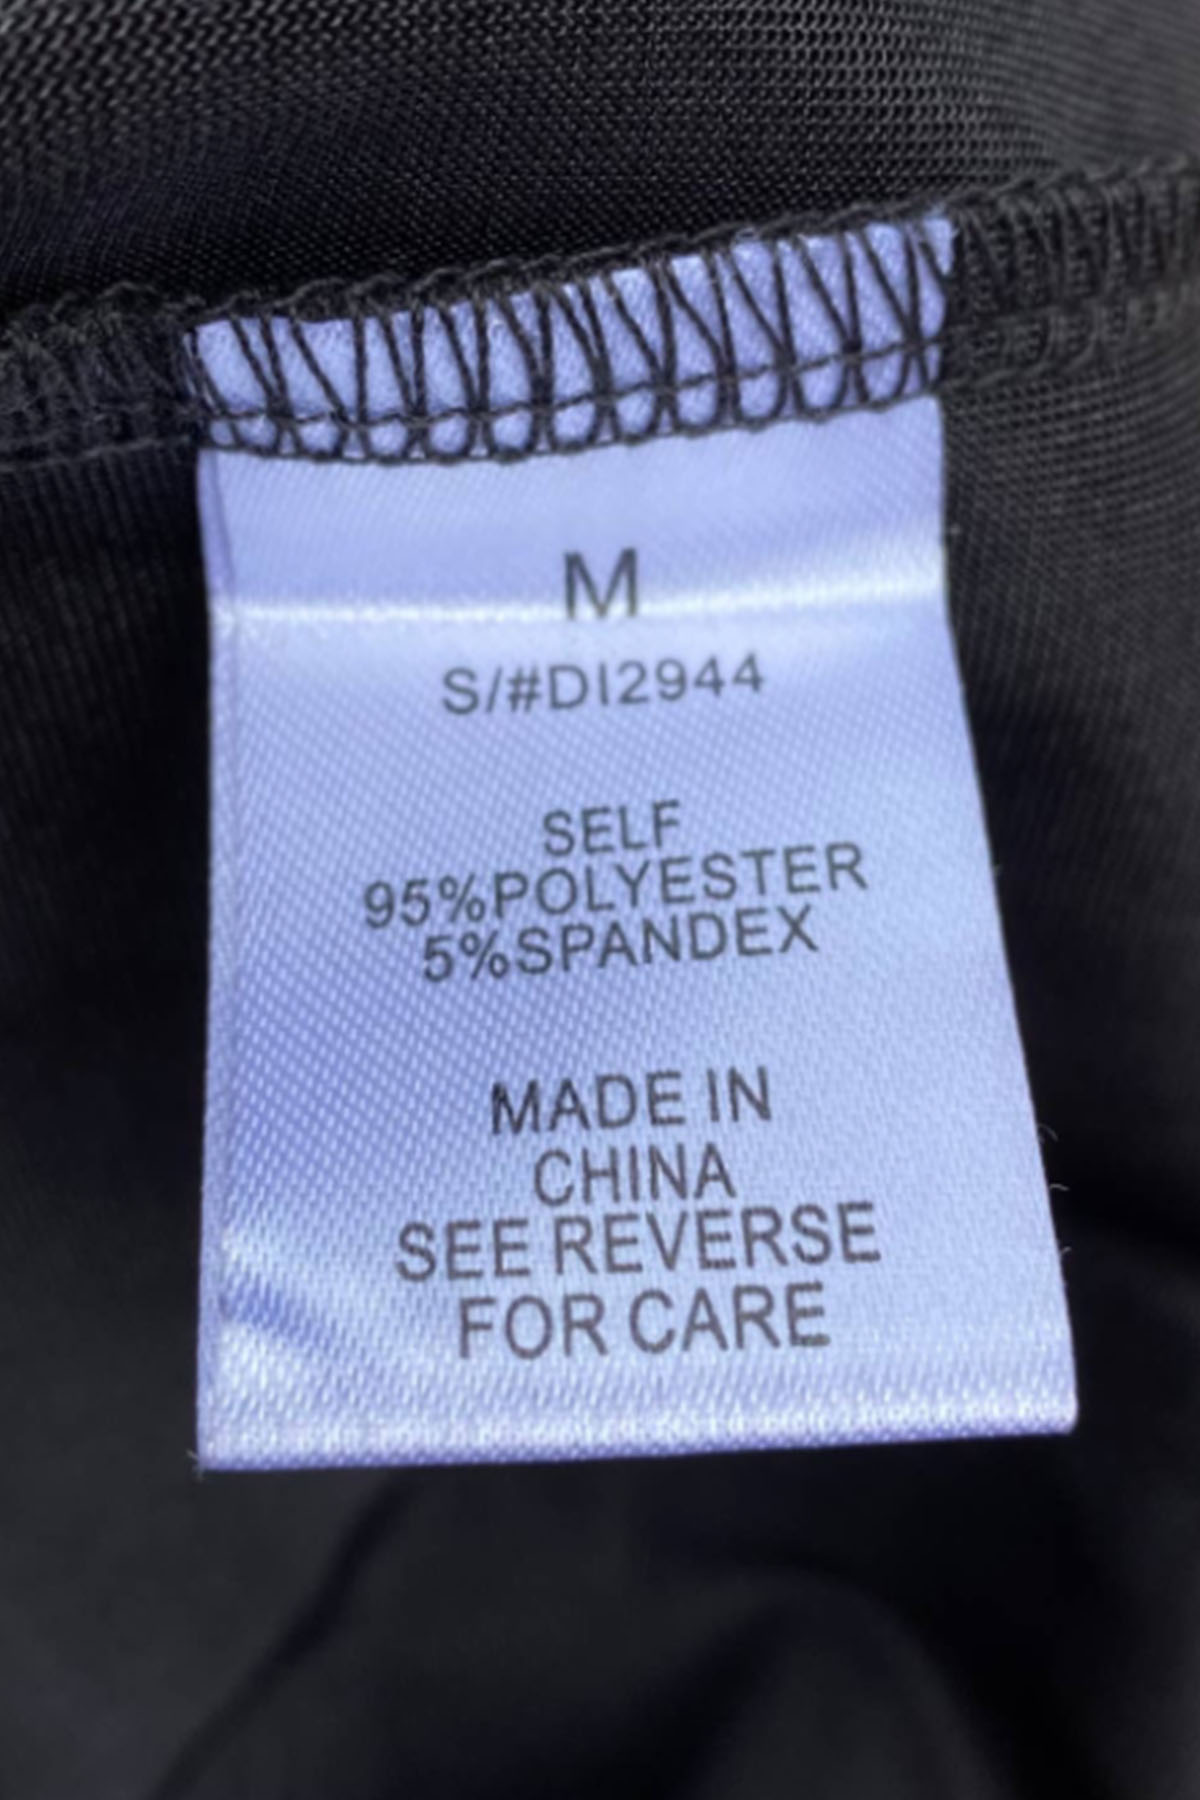 M
S/#DI2944
SELF
95%POLYESTER
5%SPANDEX
MADE IN
CHINA
SEE REVERSE
FOR CARE